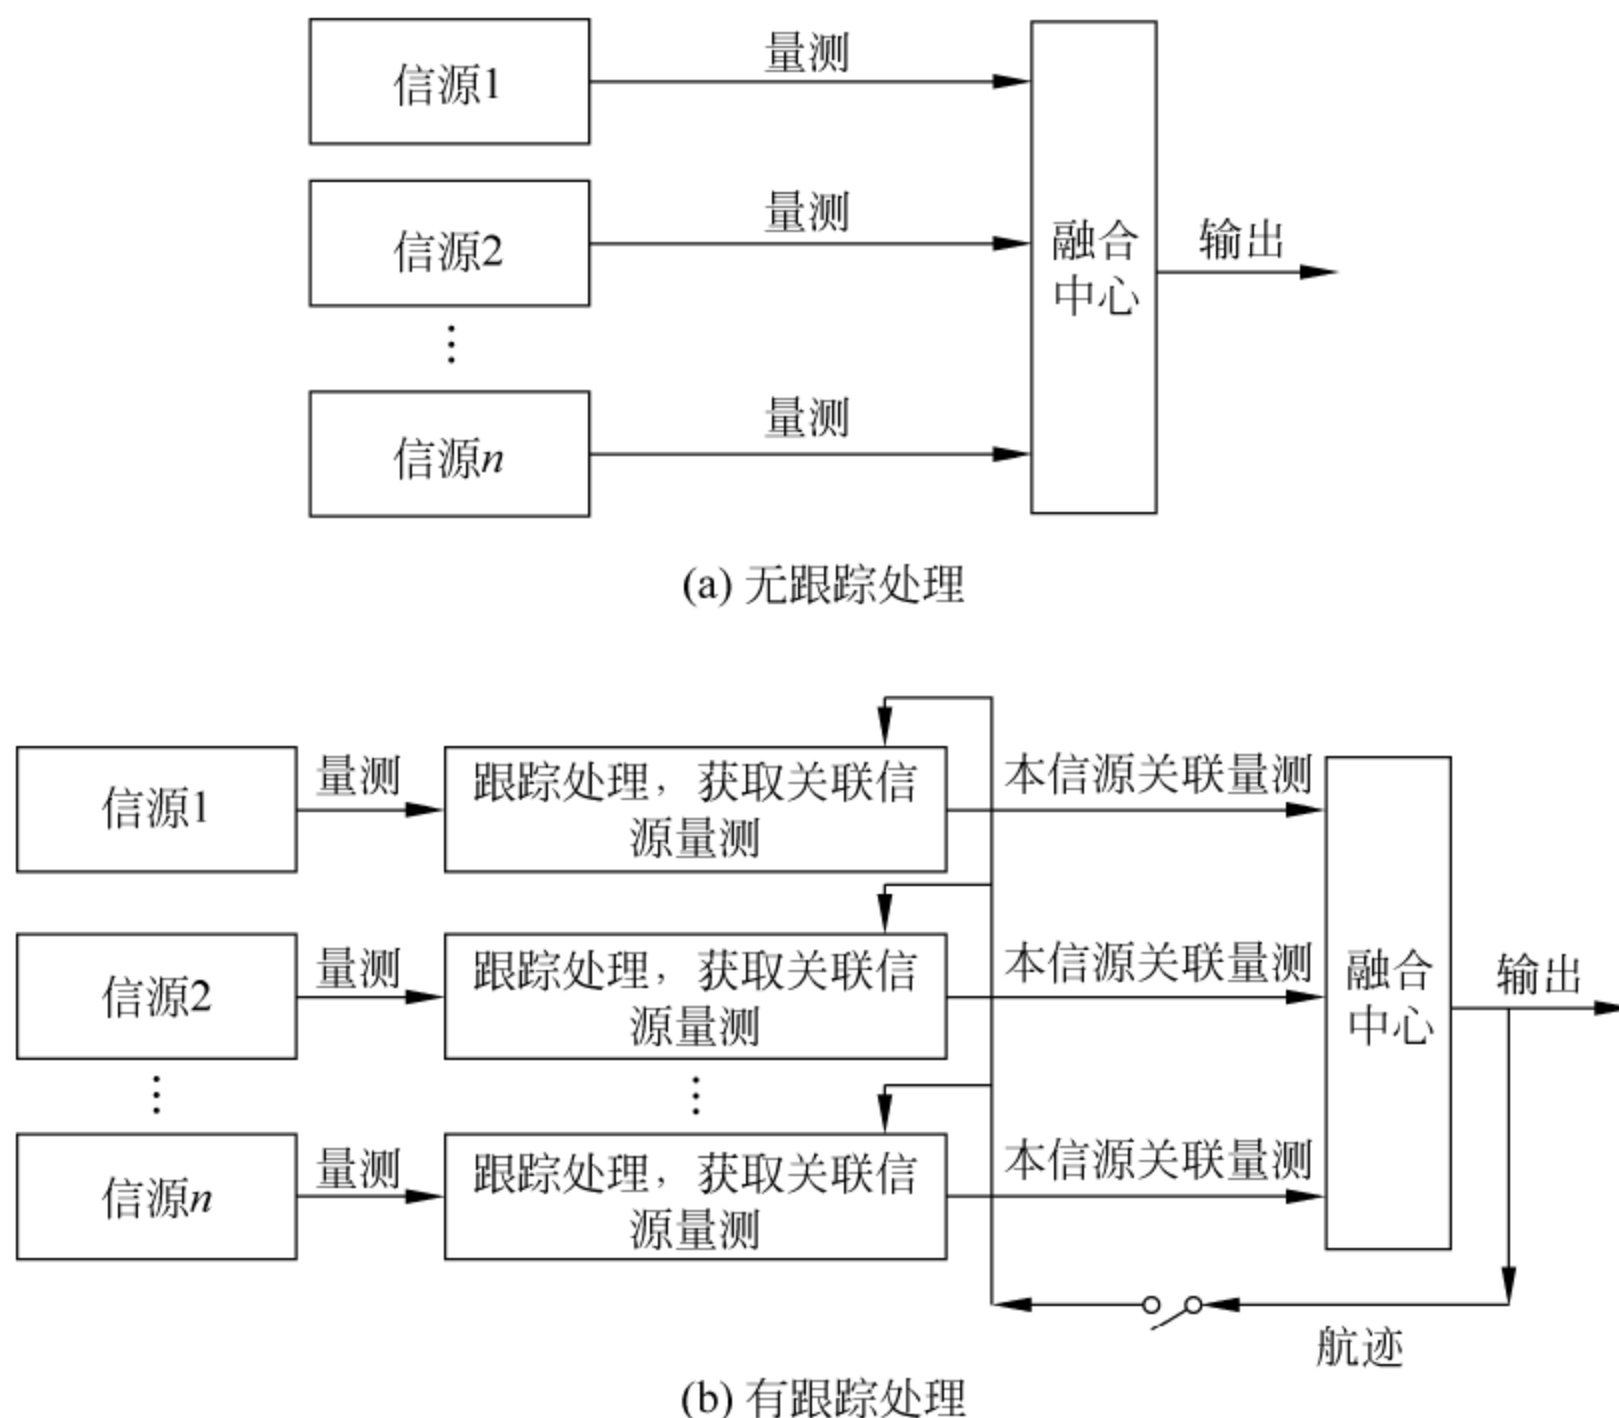 信源1
量测
信源2
量测
⋮
信源n
量测
融合
中心
输出
(a) 无跟踪处理
信源1
量测
跟踪处理，获取关联信
源量测
本信源关联量测
信源2
量测
跟踪处理，获取关联信
源量测
本信源关联量测
⋮
⋮
信源n
量测
跟踪处理，获取关联信
源量测
本信源关联量测
融合
中心
输出
航迹
(b) 有跟踪处理